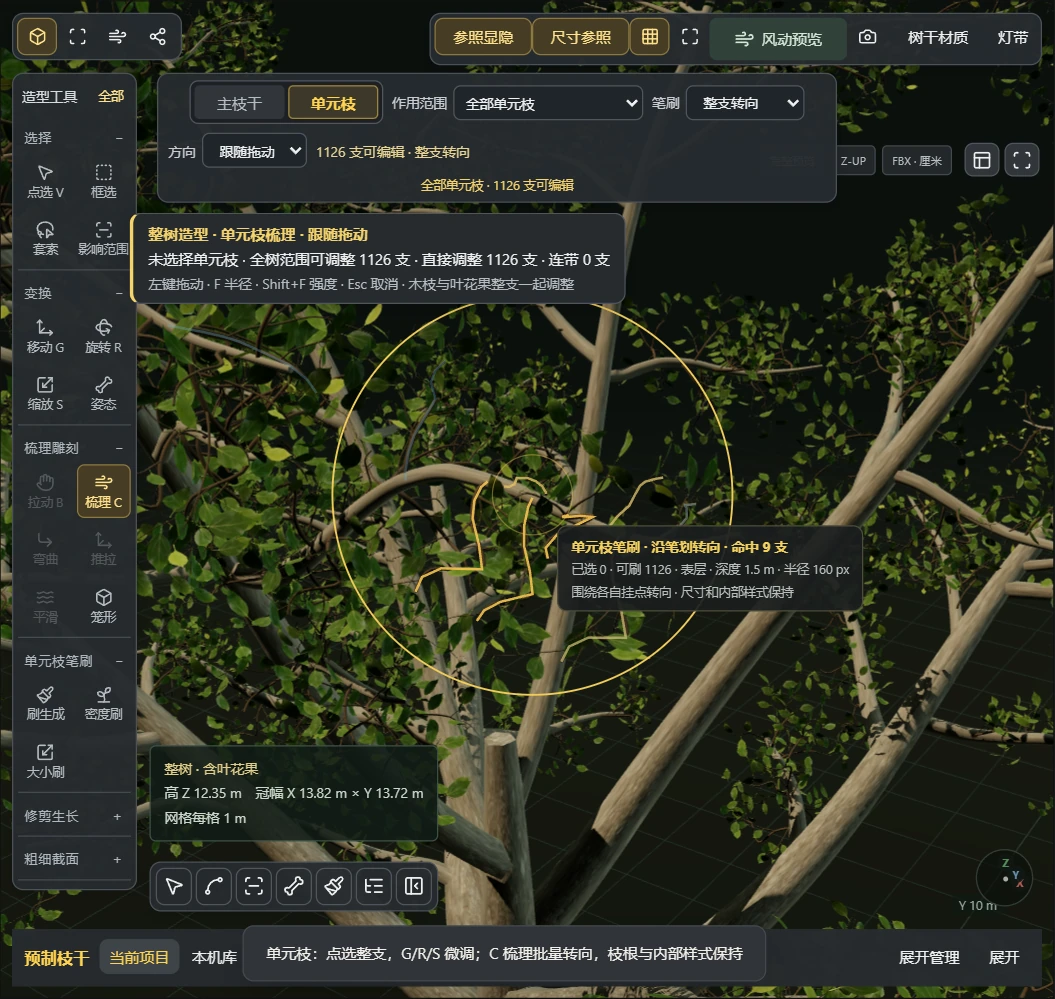 参照显隐 尺寸参照 风动预览 树干材质 灯带
造型工具 全部
主枝干 单元枝 作用范围 全部单元枝 笔刷 整支转向
方向 跟随拖动 1126 支可编辑 · 整支转向
全部单元枝 · 1126 支可编辑
Z-UP FBX · 厘米
选择 −
点选 V 框选
套索 影响范围
整树造型 · 单元枝梳理 · 跟随拖动
未选择单元枝 · 全树范围可调整 1126 支 · 直接调整 1126 支 · 连带 0 支
左键拖动 · F 半径 · Shift+F 强度 · Esc 取消 · 木枝与叶花果整支一起调整
变换 −
移动 G 旋转 R
缩放 S 姿态
梳理雕刻 −
拉动 B 梳理 C
弯曲 推拉
平滑 笼形
单元枝笔刷 · 沿笔划转向 · 命中 9 支
已选 0 · 可刷 1126 · 表层 · 深度 1.5 m · 半径 160 px
围绕各自挂点转向 · 尺寸和内部样式保持
单元枝笔刷 −
刷生成 密度刷
大小刷
修剪生长 +
粗细截面 +
整树 · 含叶花果
高 Z 12.35 m 冠幅 X 13.82 m × Y 13.72 m
网格每格 1 m
Z
Y
X
Y 10 m
预制枝干 当前项目 本机库 单元枝：点选整支，G/R/S 微调；C 梳理批量转向，枝根与内部样式保持 展开管理 展开